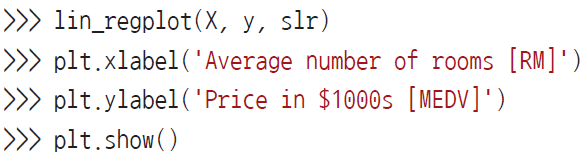 >>> lin_regplot(X, y, slr)
>>> plt.xlabel('Average number of rooms [RM]')
>>> plt.ylabel('Price in $1000s [MEDV]')
>>> plt.show()